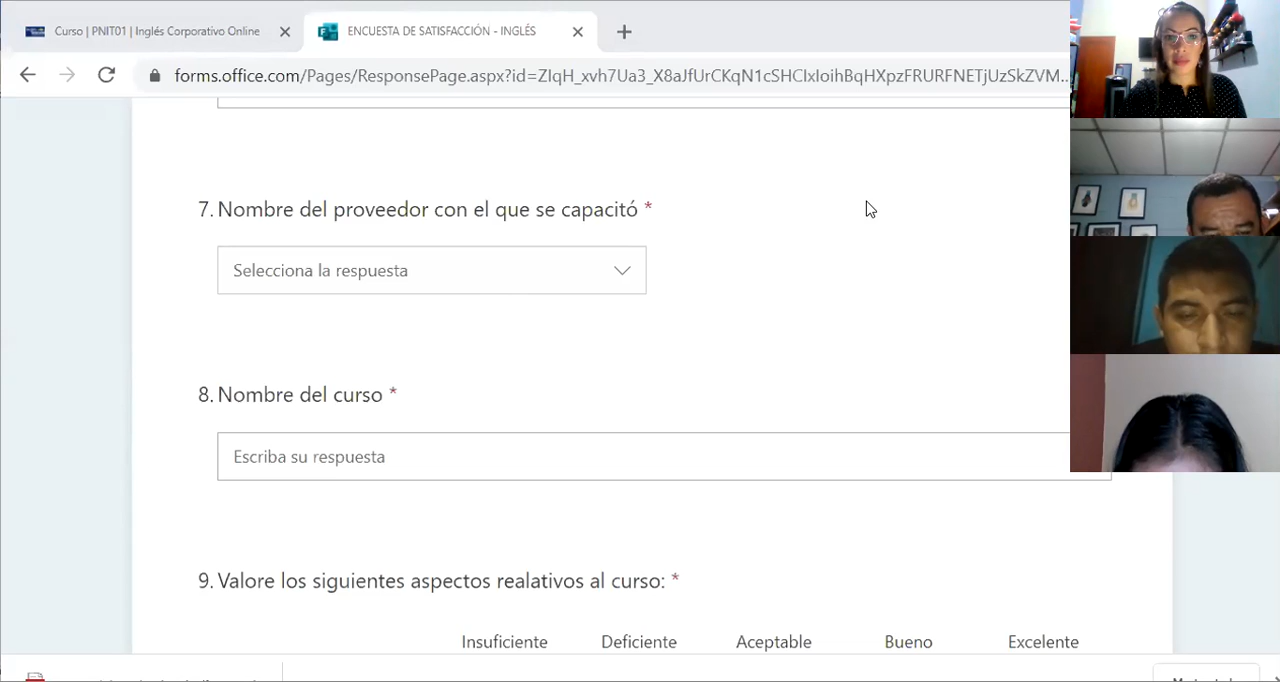 Curso | PNIT01 | Inglés Corporativo Online
ENCUESTA DE SATISFACCIÓN - INGLÉS
forms.office.com/Pages/ResponsePage.aspx?id=ZIqH_xvh7Ua3_X8aJfUrCKqN1cSHCIxIoihBqHXpzFRURFNETjUzSkZVM...
7. Nombre del proveedor con el que se capacitó *
Selecciona la respuesta
8. Nombre del curso *
Escriba su respuesta
9. Valore los siguientes aspectos realativos al curso: *
Insuficiente Deficiente Aceptable Bueno Excelente